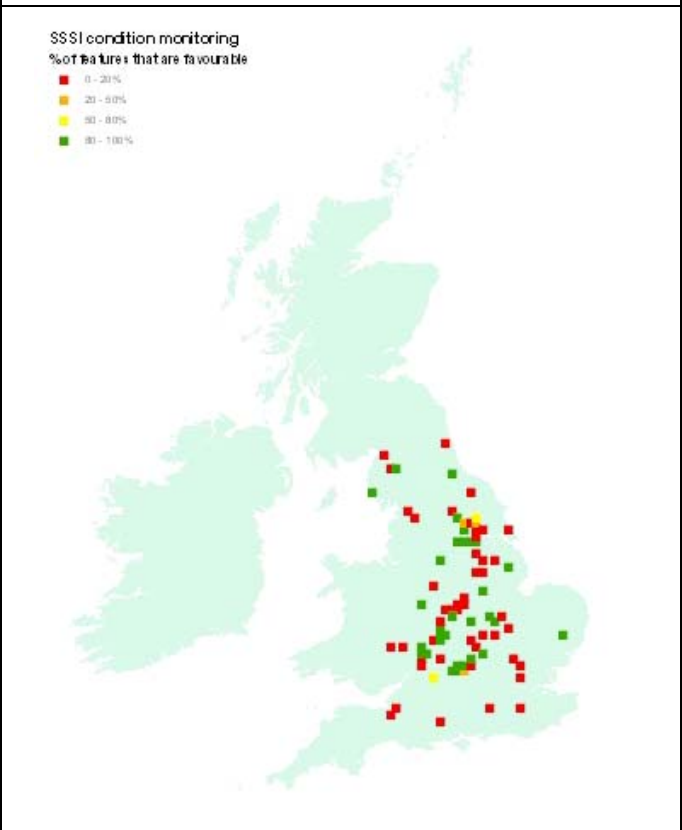 SSSI condition monitoring
% of features that are favourable
0 - 20%
20 - 50%
50 - 80%
80 - 100%